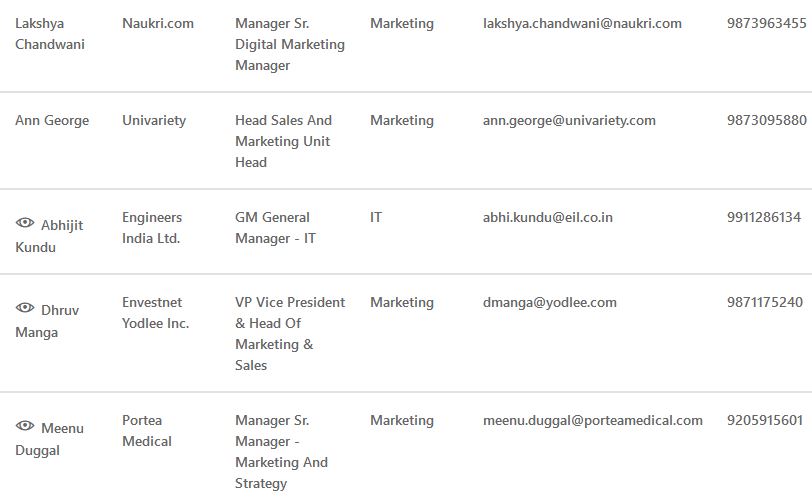 Lakshya Naukri.com Manager Sr. Marketing lakshya.chandwani@naukri.com 9873963455
Chandwani Digital Marketing
Manager
Ann George Univariety Head Sales And Marketing ann.george@univariety.com 9873095880
Marketing Unit
Head
Abhijit Engineers GM General IT abhi.kundu@eil.co.in 9911286134
Kundu India Ltd. Manager - IT
Dhruv Envestnet VP Vice President Marketing dmanga@yodlee.com 9871175240
Manga Yodlee Inc. & Head Of
Marketing &
Sales
Meenu Portea Manager Sr. Marketing meenu.duggal@porteamedical.com 9205915601
Duggal Medical Manager -
Marketing And
Strategy